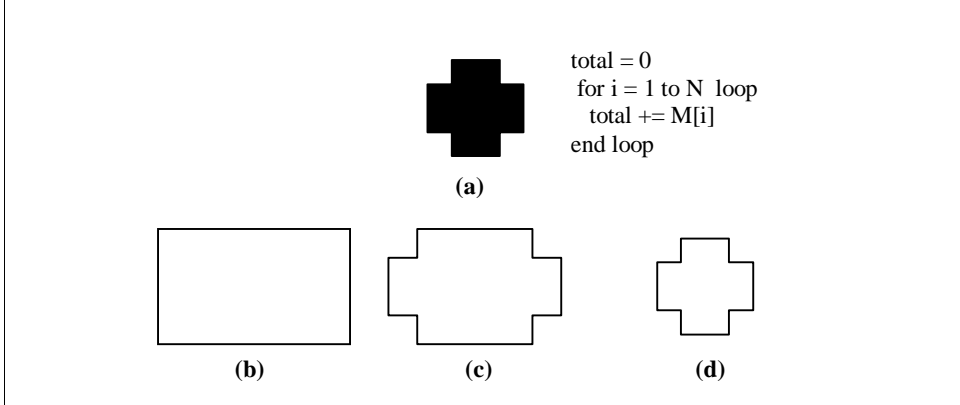 total = 0
for i = 1 to N loop
total += M[i]
end loop
(a)
(b) (c) (d)